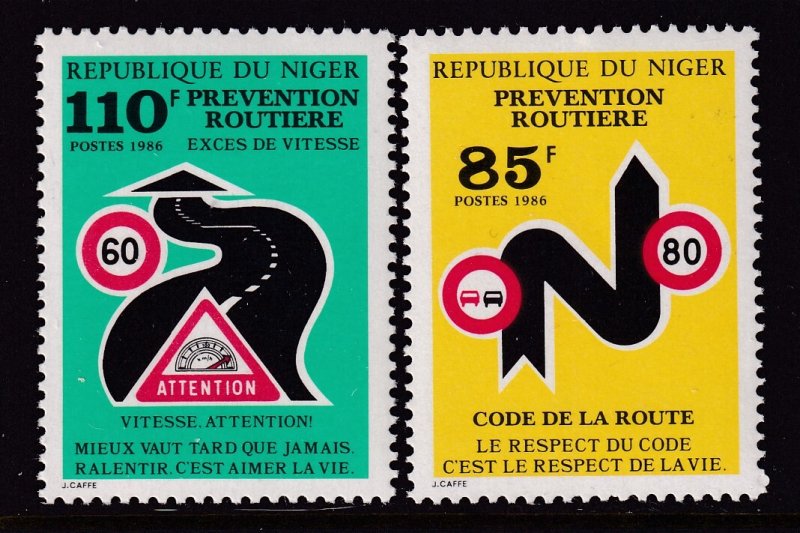 REPUBLIQUE DU NIGER
110F PREVENTION
ROUTIERE
POSTES 1986 EXCES DE VITESSE
60
km/h
ATTENTION
VITESSE, ATTENTION!
MIEUX VAUT TARD QUE JAMAIS.
RALENTIR. C'EST AIMER LA VIE.
J. CAFFE
REPUBLIQUE DU NIGER
PREVENTION
ROUTIERE
85F
POSTES 1986
80
CODE DE LA ROUTE
LE RESPECT DU CODE
C'EST LE RESPECT DE LA VIE.
J. CAFFE